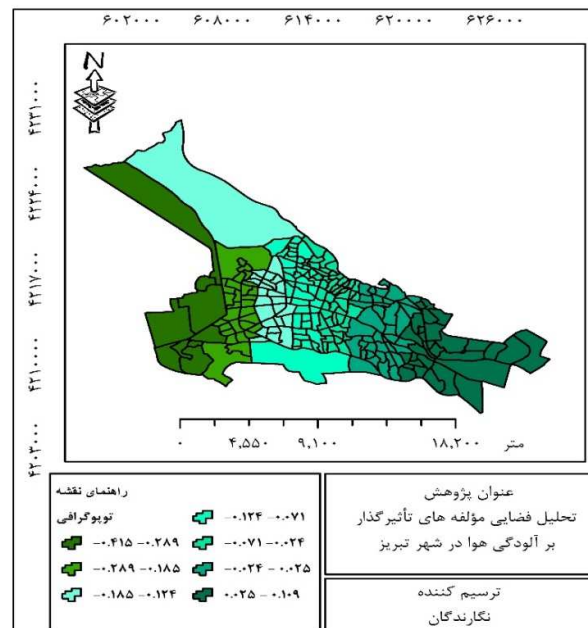 ۶۰۲۰۰۰ ۶۰۸۰۰۰ ۶۱۴۰۰۰ ۶۲۰۰۰۰ ۶۲۶۰۰۰
N
۴۲۳۱۰۰۰
۴۲۲۴۰۰۰
۴۲۱۷۰۰۰
۴۲۱۰۰۰۰
۴۲۰۳۰۰۰
۰ ۴,۵۵۰ ۹,۱۰۰ ۱۸,۲۰۰ متر
راهنمای نقشه
توپوگرافی
-۰.۴۱۵ -۰.۲۸۹
-۰.۲۸۹ -۰.۱۸۵
-۰.۱۸۵ -۰.۱۲۴
-۰.۱۲۴ -۰.۰۷۱
-۰.۰۷۱ -۰.۰۲۴
-۰.۰۲۴ -۰.۰۲۵
۰.۰۲۵ -۰.۱۰۹
عنوان پژوهش
تحلیل فضایی مؤلفه های تأثیرگذار
بر آلودگی هوا در شهر تبریز
ترسیم کننده
نگارندگان